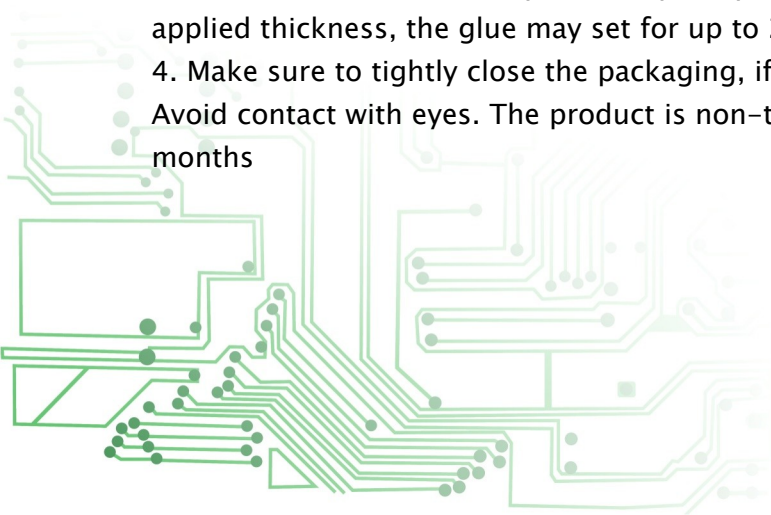 applied thickness, the glue may set for up to
4. Make sure to tightly close the packaging, if
Avoid contact with eyes. The product is non-t
months